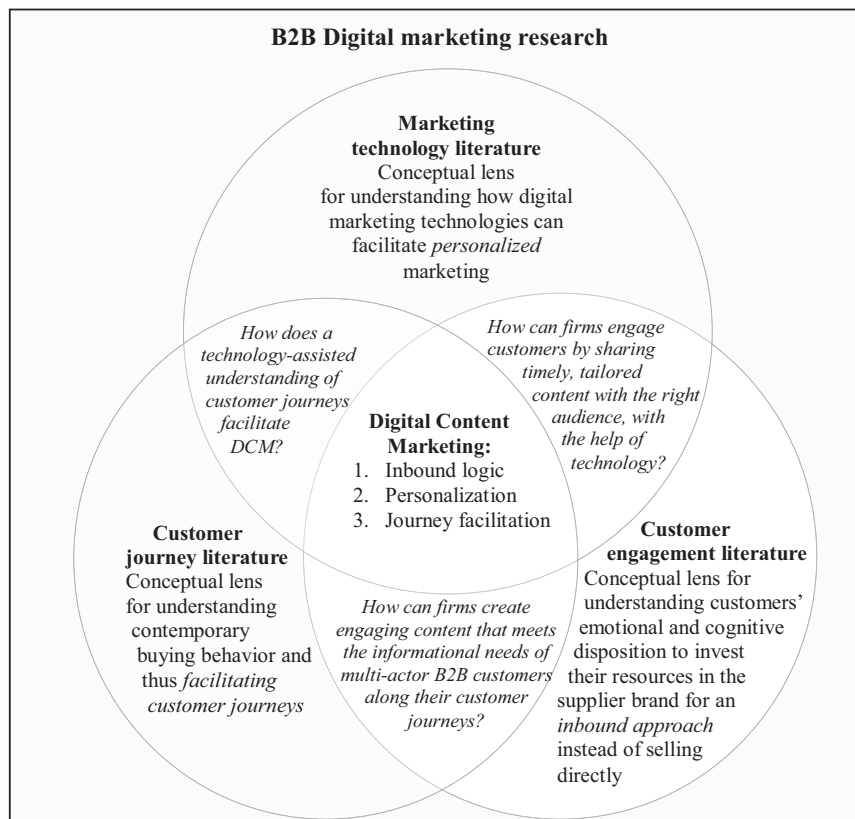 B2B Digital marketing research
Marketing
technology literature
Conceptual lens
for understanding how digital
marketing technologies can
facilitate personalized
marketing
How does a
technology-assisted
understanding of
customer journeys
facilitate
DCM?
How can firms engage
customers by sharing
timely, tailored
content with the right
audience, with
the help of
technology?
Digital Content
Marketing:
1. Inbound logic
2. Personalization
3. Journey facilitation
Customer
journey literature
Conceptual lens
for understanding
contemporary
buying behavior and
thus facilitating
customer journeys
How can firms create
engaging content that meets
the informational needs of
multi-actor B2B customers
along their customer
journeys?
Customer
engagement literature
Conceptual lens for
understanding customers’
emotional and cognitive
disposition to invest
their resources in the
supplier brand for an
inbound approach
instead of selling
directly